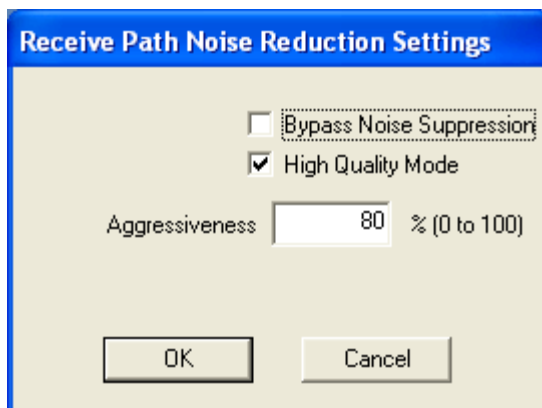 Receive Path Noise Reduction Settings
Bypass Noise Suppression
High Quality Mode
Aggressiveness 80 % (0 to 100)
OK Cancel